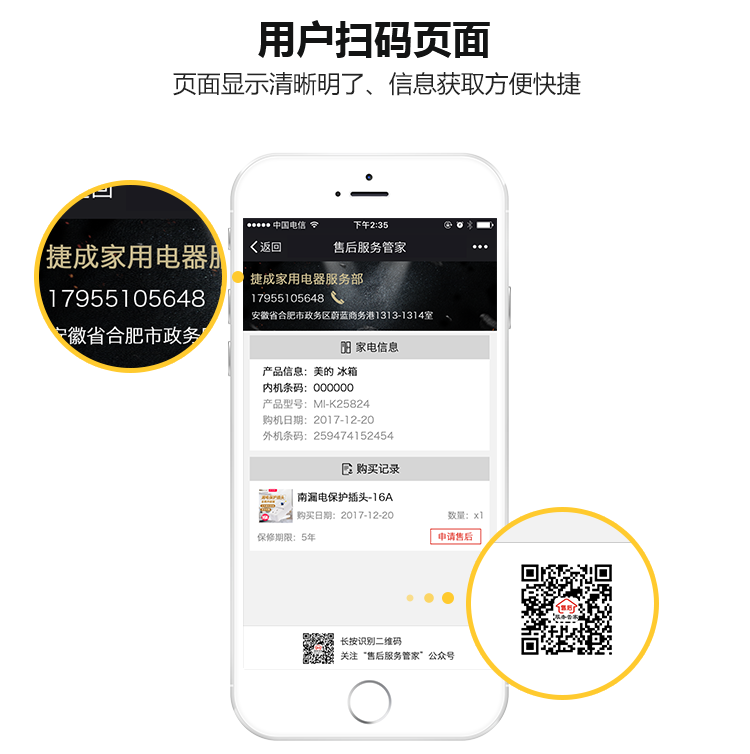 用户扫码页面
页面显示清晰明了、信息获取方便快捷
中国电信
下午2:35
返回
售后服务管家
捷成家用电器服务部
17955105648
安徽省合肥市政务区蔚蓝商务港1313-1314室
家电信息
产品信息：美的 冰箱
内机条码：000000
产品型号：MI-K25824
购机日期：2017-12-20
外机条码：259474152454
购买记录
南漏电保护插头-16A
购买日期：2017-12-20
数量：x1
保修期限：5年
申请售后
长按识别二维码
关注“售后服务管家”公众号
返回
捷成家用电器服
17955105648
安徽省合肥市政务
售后
服务管家